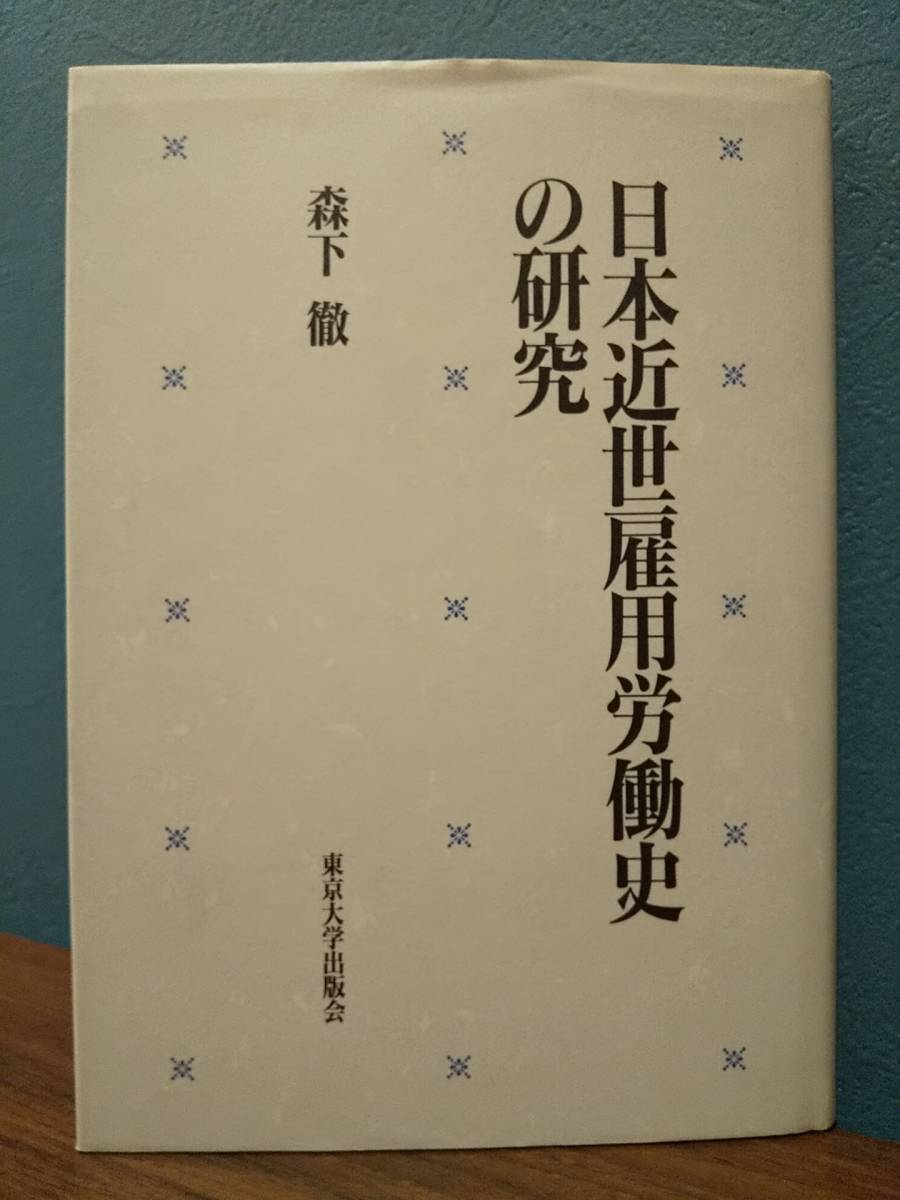 日本近世雇用労働史
の研究
森下 徹
東京大学出版会